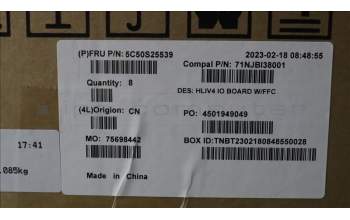 (P)FRU P/N: 5C50S25539
2023-02-18 08:48:55
Compal P/N: 71NJBI38001
Quantity: 8
DES: HLIV4 IO BOARD W/FFC
(4L)Origion: CN
PO: 4501949049
17:41
MO: 75698442
BOX ID:TNBT2302180848550028
.085kg
Made in China